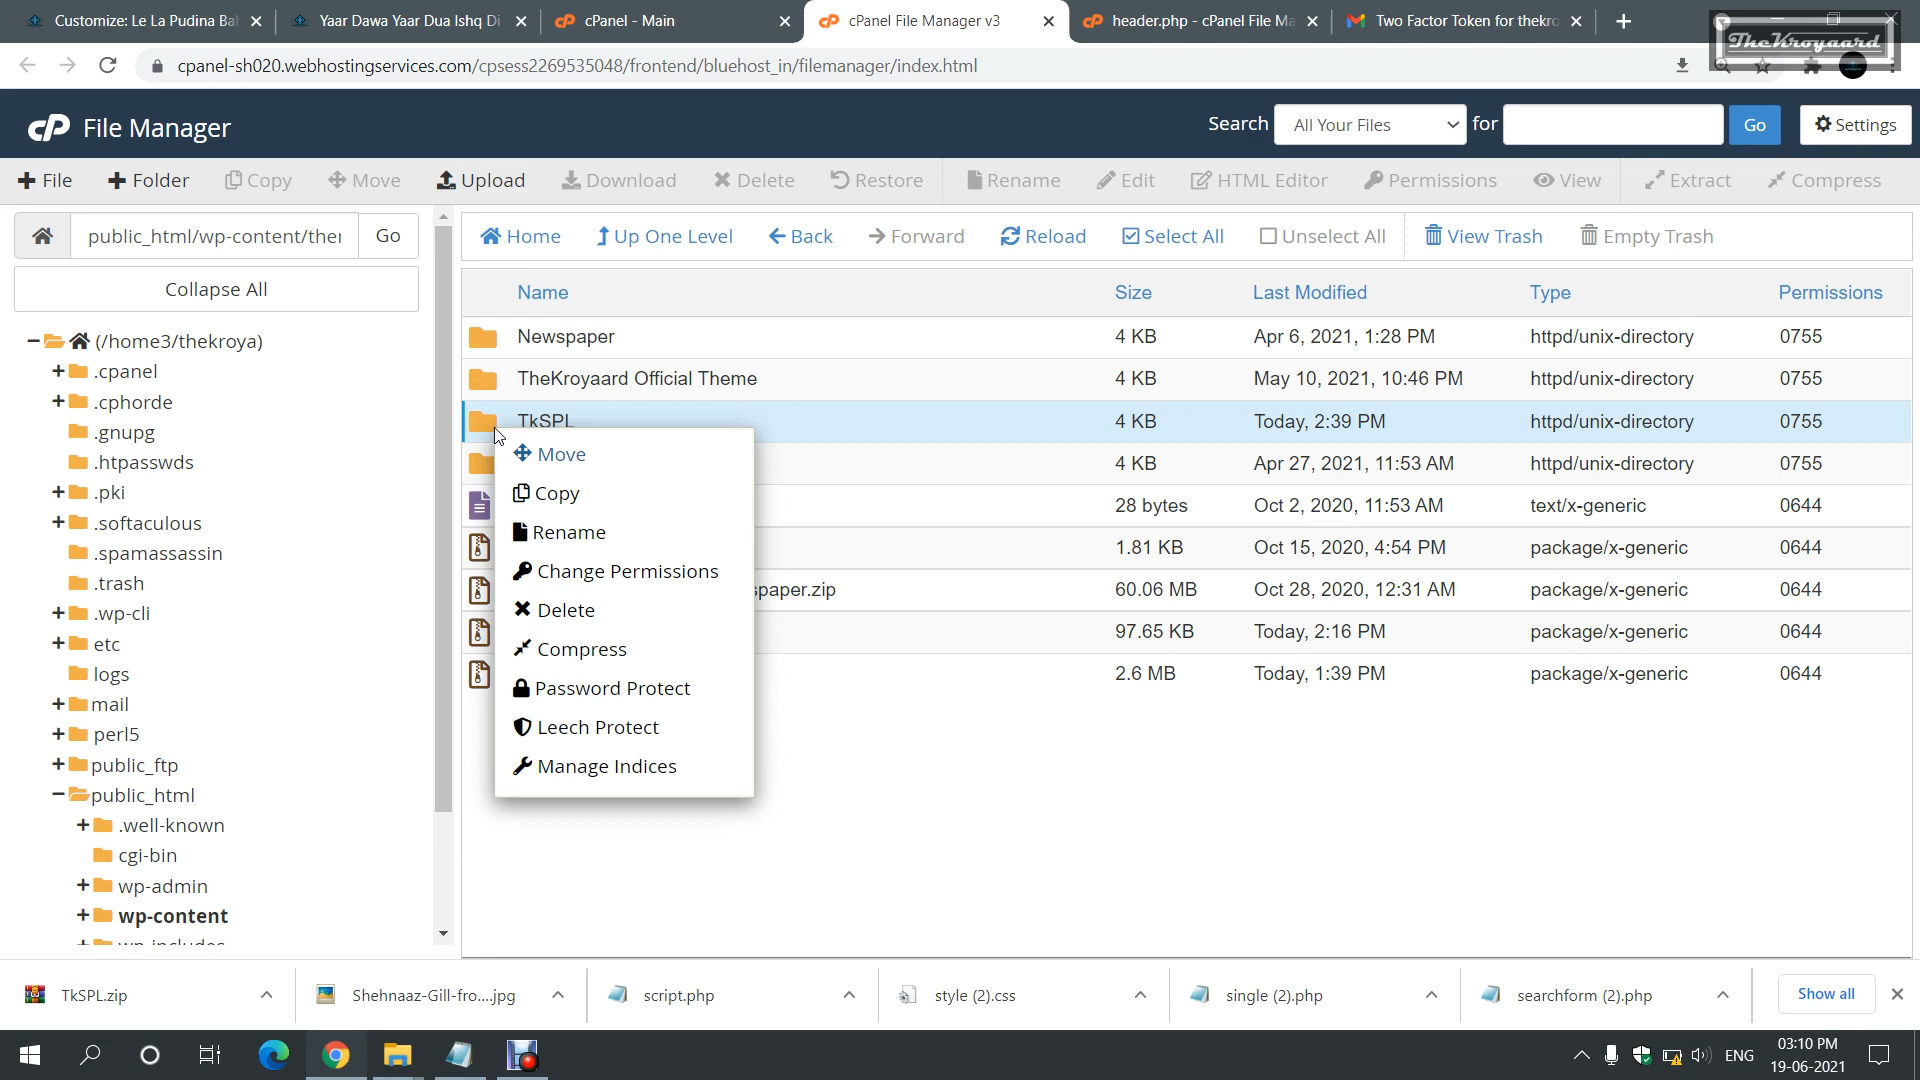 Customize: Le La Pudina Bal
Yaar Dawa Yaar Dua Ishq Di
cPanel - Main
cPanel File Manager v3
header.php - cPanel File Ma
Two Factor Token for thekro
TheKroyaard
cpanel-sh020.webhostingservices.com/cpsess2269535048/frontend/bluehost_in/filemanager/index.html
cP File Manager
Search All Your Files for Go Settings
File Folder Copy Move Upload Download Delete Restore Rename Edit HTML Editor Permissions View Extract Compress
public_html/wp-content/ther Go
Home Up One Level Back Forward Reload Select All Unselect All View Trash Empty Trash
Collapse All
(/home3/thekroya)
.cpanel
.cphorde
.gnupg
.htpasswds
.pki
.softaculous
.spamassassin
.trash
.wp-cli
etc
logs
mail
perl5
public_ftp
public_html
.well-known
cgi-bin
wp-admin
wp-content
wp-includes
Name Size Last Modified Type Permissions
Newspaper 4 KB Apr 6, 2021, 1:28 PM httpd/unix-directory 0755
TheKroyaard Official Theme 4 KB May 10, 2021, 10:46 PM httpd/unix-directory 0755
TkSPL 4 KB Today, 2:39 PM httpd/unix-directory 0755
4 KB Apr 27, 2021, 11:53 AM httpd/unix-directory 0755
28 bytes Oct 2, 2020, 11:53 AM text/x-generic 0644
1.81 KB Oct 15, 2020, 4:54 PM package/x-generic 0644
spaper.zip 60.06 MB Oct 28, 2020, 12:31 AM package/x-generic 0644
97.65 KB Today, 2:16 PM package/x-generic 0644
2.6 MB Today, 1:39 PM package/x-generic 0644
Move
Copy
Rename
Change Permissions
Delete
Compress
Password Protect
Leech Protect
Manage Indices
TkSPL.zip
Shehnaaz-Gill-fro....jpg
script.php
style (2).css
single (2).php
searchform (2).php
Show all
ENG
03:10 PM
19-06-2021